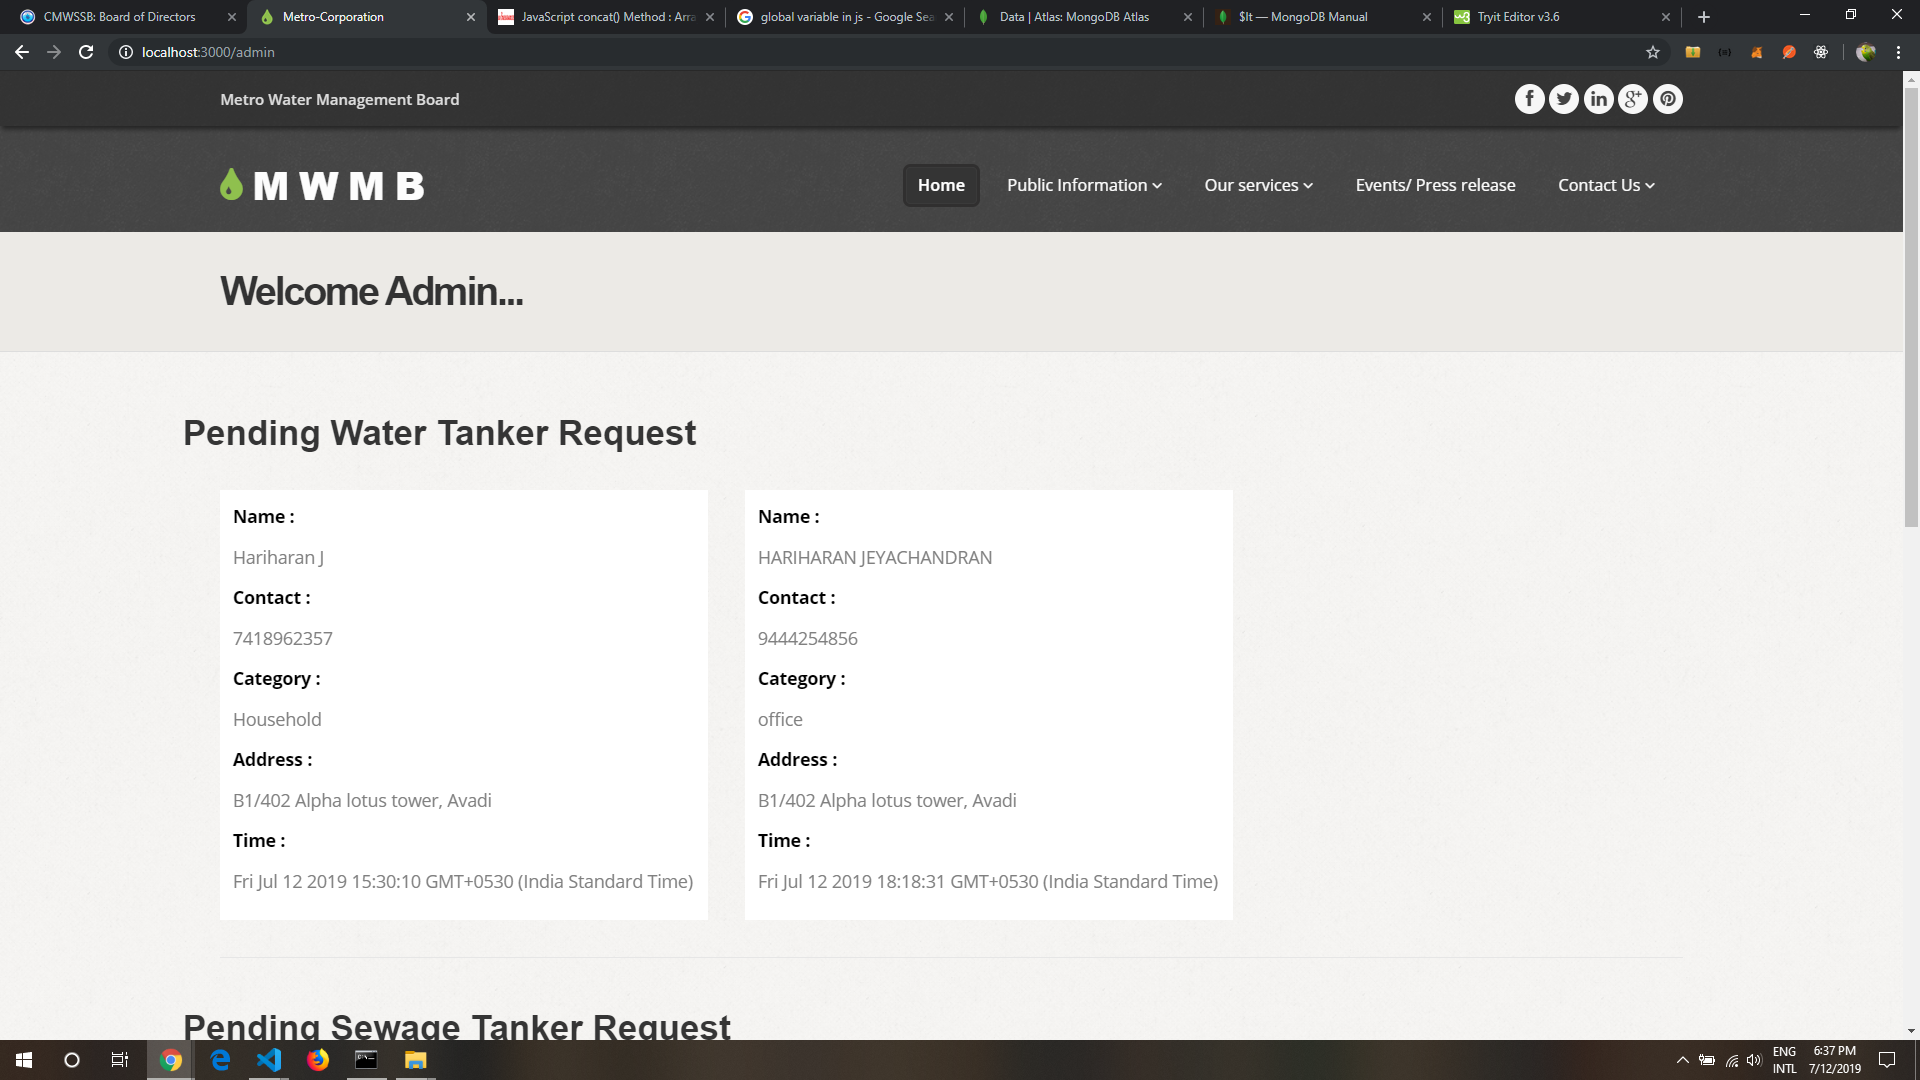 CMWSSB: Board of Directors
Metro-Corporation
JavaScript concat() Method : Arra
global variable in js - Google Sea
Data | Atlas: MongoDB Atlas
$lt — MongoDB Manual
Tryit Editor v3.6
localhost:3000/admin
Metro Water Management Board
M W M B
Home
Public Information
Our services
Events/ Press release
Contact Us
Welcome Admin...
Pending Water Tanker Request
Name :
Hariharan J
Contact :
7418962357
Category :
Household
Address :
B1/402 Alpha lotus tower, Avadi
Time :
Fri Jul 12 2019 15:30:10 GMT+0530 (India Standard Time)
Name :
HARIHARAN JEYACHANDRAN
Contact :
9444254856
Category :
office
Address :
B1/402 Alpha lotus tower, Avadi
Time :
Fri Jul 12 2019 18:18:31 GMT+0530 (India Standard Time)
Pending Sewage Tanker Request
ENG
INTL
6:37 PM
7/12/2019